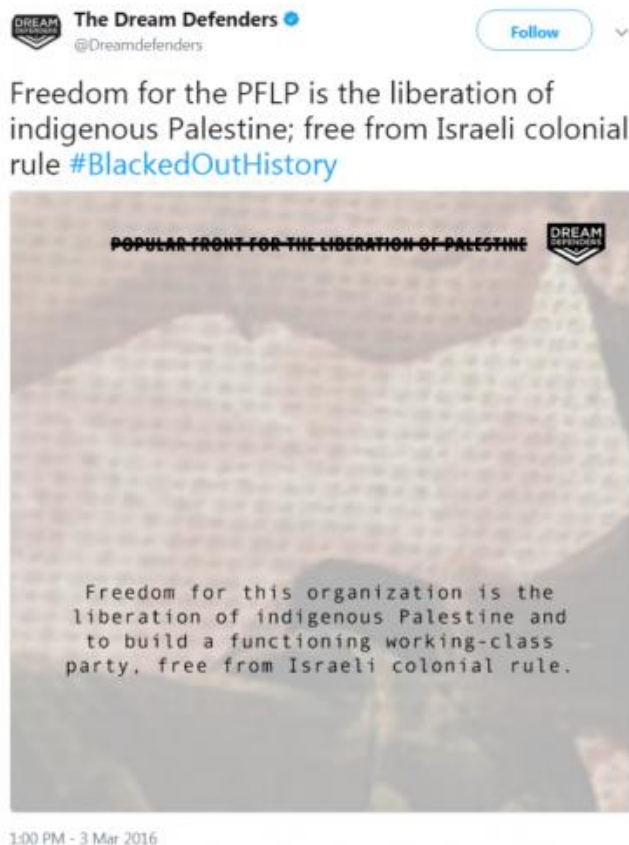 DREAM
DEFENDERS
The Dream Defenders
@Dreamdefenders
Follow
Freedom for the PFLP is the liberation of
indigenous Palestine; free from Israeli colonial
rule #BlackedOutHistory
POPULAR FRONT FOR THE LIBERATION OF PALESTINE
DREAM
DEFENDERS
Freedom for this organization is the
liberation of indigenous Palestine and
to build a functioning working-class
party, free from Israeli colonial rule.
1:00 PM - 3 Mar 2016